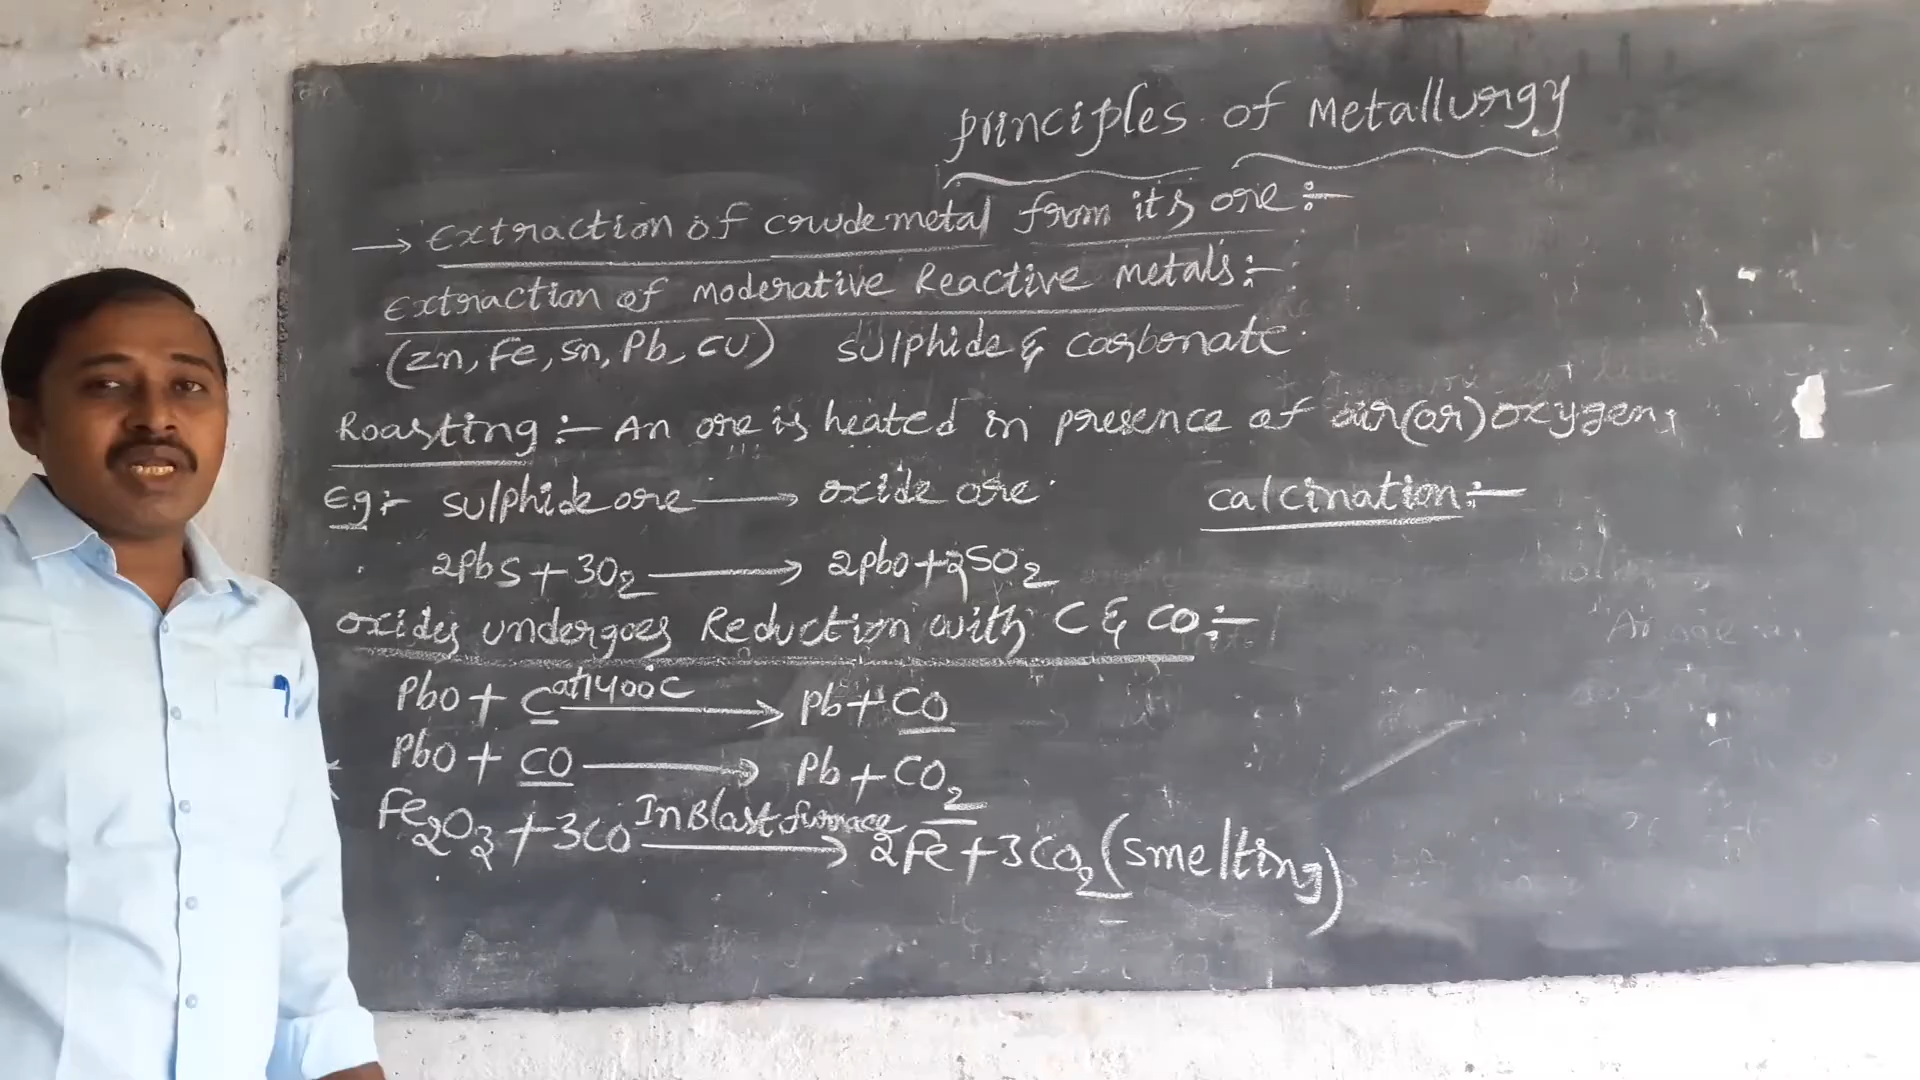 Principles of Metallurgy
→ Extraction of crude metal from its ore :-
Extraction of moderative Reactive metals :-
(Zn, Fe, Sn, Pb, Cu) sulphide & carbonate
Roasting :- An ore is heated in presence of air (or) oxygen,
Eg:- sulphide ore → oxide ore
calcination :-
2PbS + 3O₂ → 2PbO + 2SO₂
oxides undergoes Reduction with C & CO :-
PbO + C at 1400C → Pb + CO
PbO + CO → Pb + CO₂
Fe₂O₃ + 3CO In Blast furnace → 2Fe + 3CO₂ (smelting)